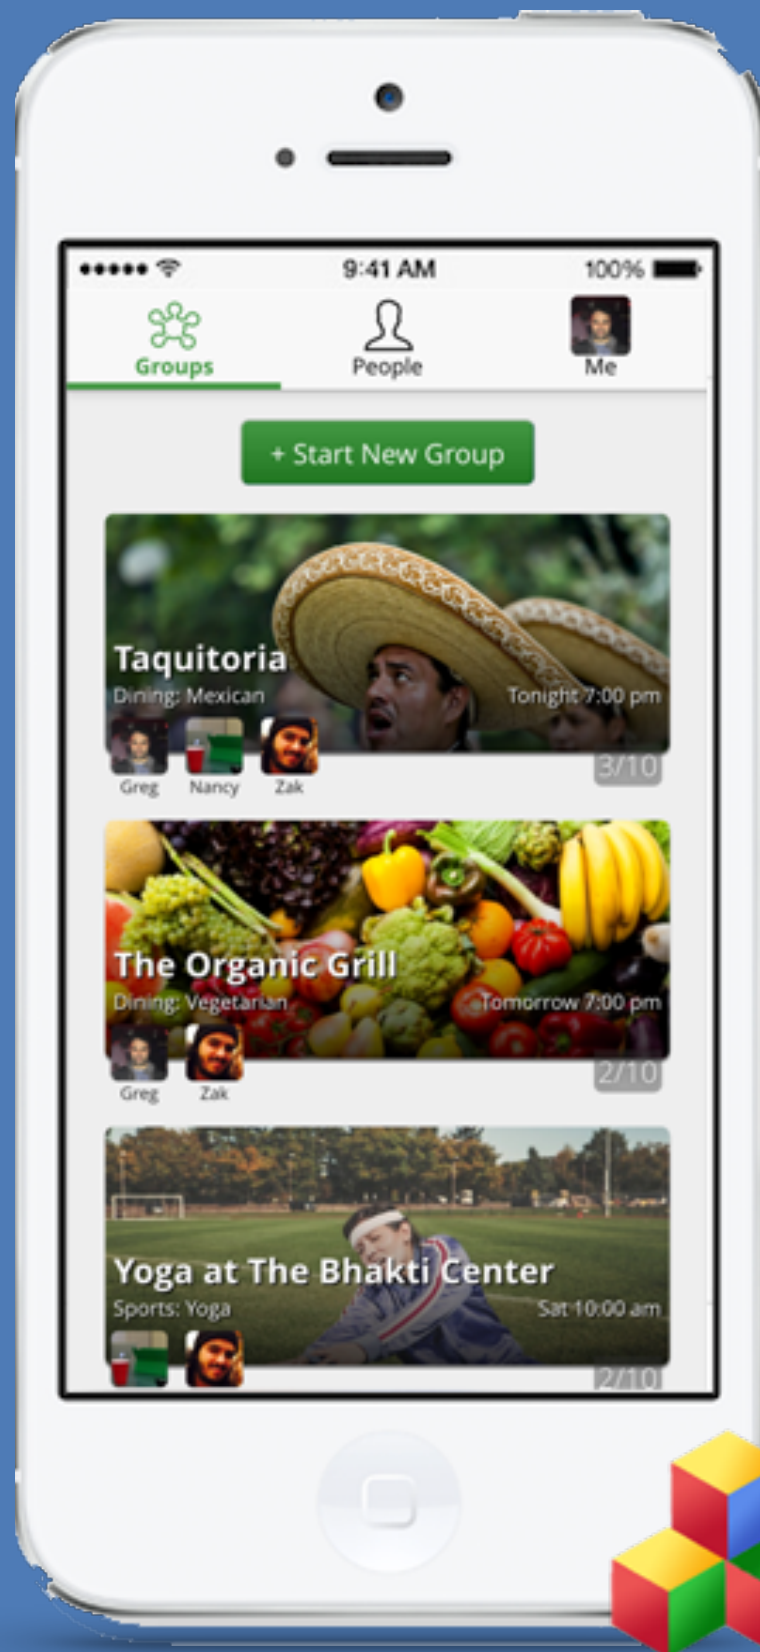 9:41 AM
100%
Groups
People
Me
+ Start New Group
Taquitoria
Dining: Mexican
Tonight 7:00 pm
Greg
Nancy
Zak
3/10
The Organic Grill
Dining: Vegetarian
Tomorrow 7:00 pm
Greg
Zak
2/10
Yoga at The Bhakti Center
Sports: Yoga
Sat 10:00 am
2/10